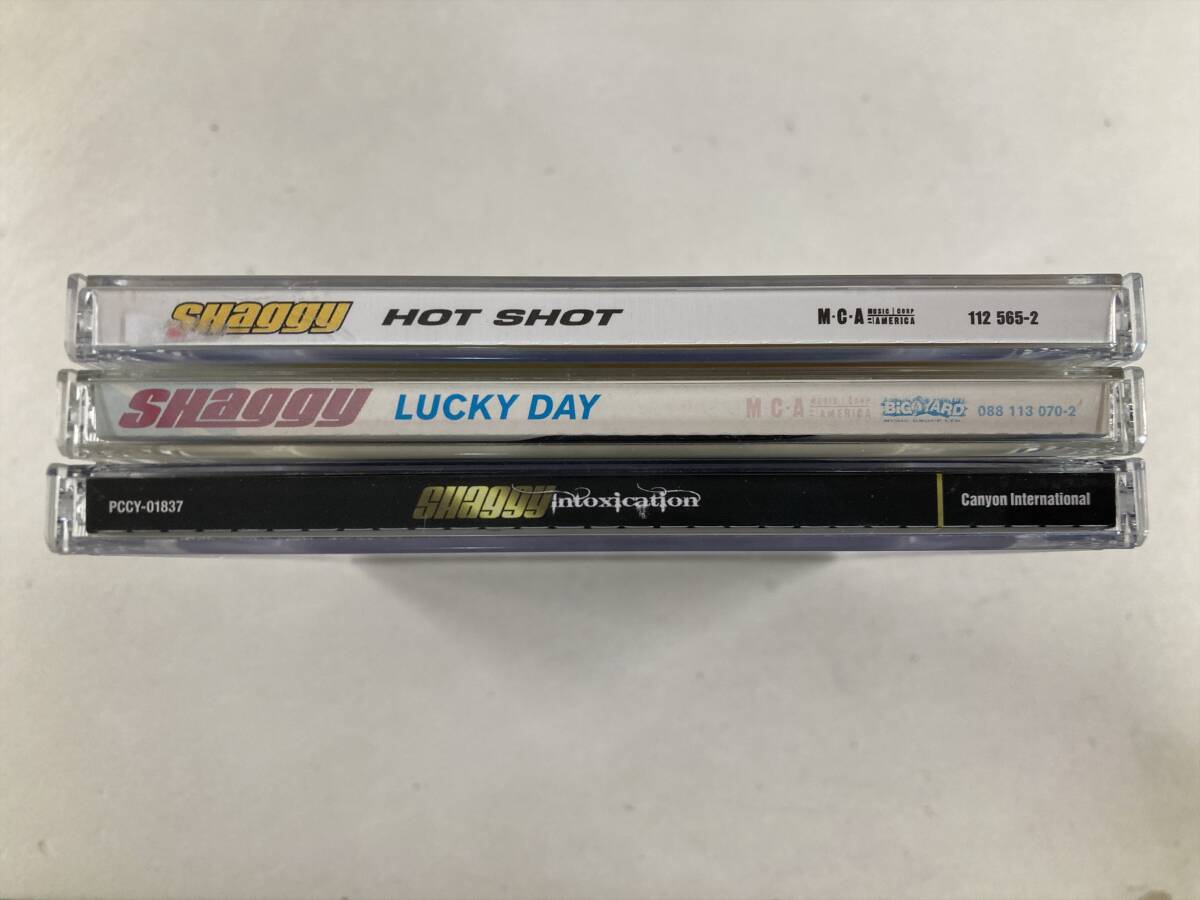 SHaggy HOT SHOT M·C·A MUSIC CORP AMERICA 112 565-2
SHaggy LUCKY DAY M·C·A MUSIC CORP AMERICA BIG YARD MUSIC GROUP LTD. 088 113 070-2
PCCY-01837 SHaggy intoxication Canyon International